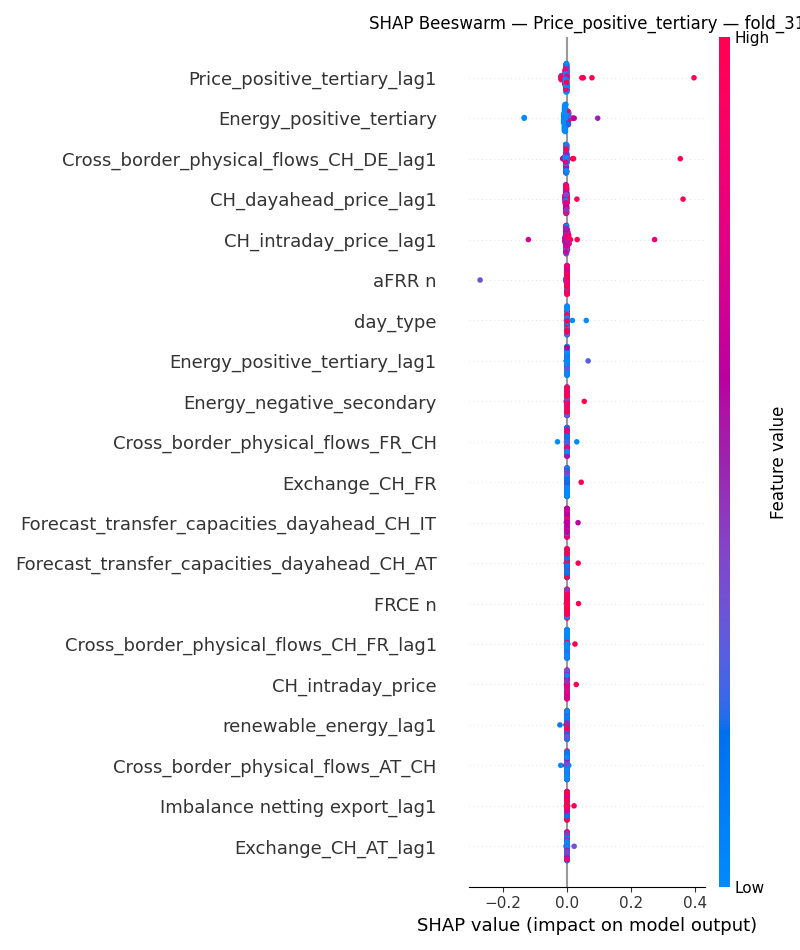 SHAP Beeswarm — Price_positive_tertiary — fold_31
High
Price_positive_tertiary_lag1
Energy_positive_tertiary
Cross_border_physical_flows_CH_DE_lag1
CH_dayahead_price_lag1
CH_intraday_price_lag1
aFRR n
day_type
Energy_positive_tertiary_lag1
Energy_negative_secondary
Cross_border_physical_flows_FR_CH
Exchange_CH_FR
Forecast_transfer_capacities_dayahead_CH_IT
Forecast_transfer_capacities_dayahead_CH_AT
FRCE n
Cross_border_physical_flows_CH_FR_lag1
CH_intraday_price
renewable_energy_lag1
Cross_border_physical_flows_AT_CH
Imbalance netting export_lag1
Exchange_CH_AT_lag1
Feature value
Low
−0.2 0.0 0.2 0.4
SHAP value (impact on model output)